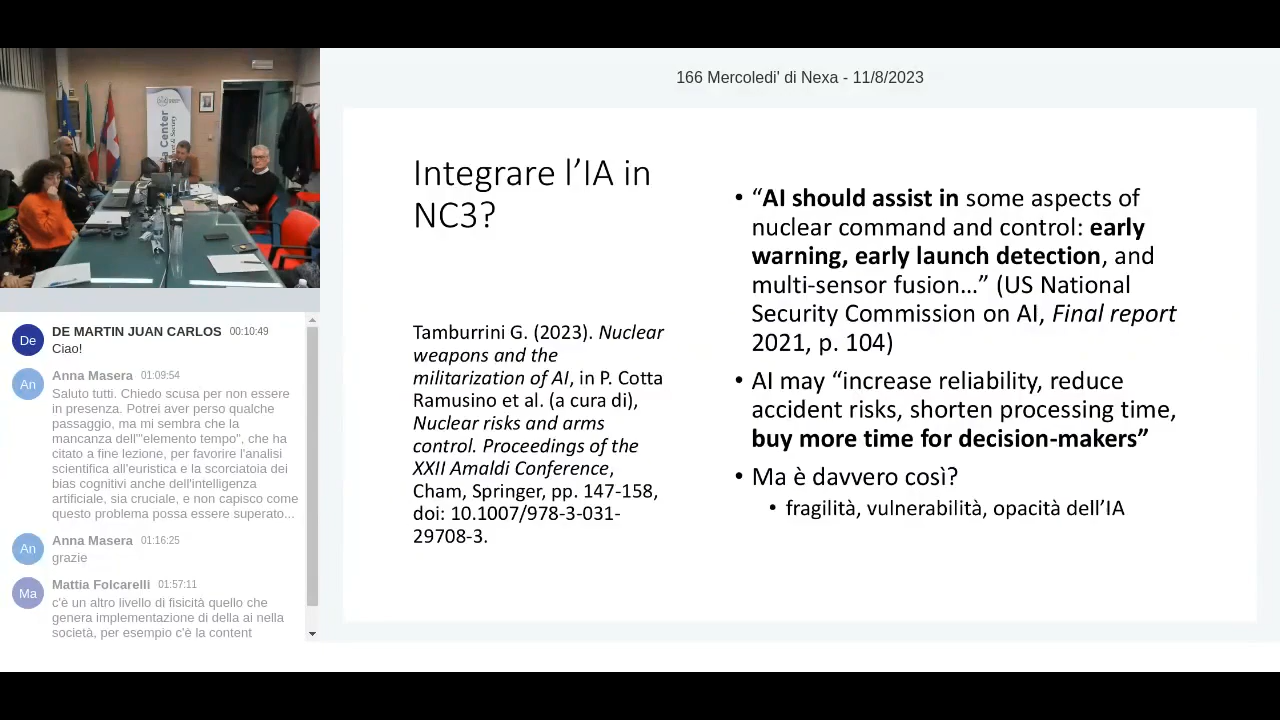 166 Mercoledi' di Nexa - 11/8/2023
Integrare l'IA in
NC3?
Tamburrini G. (2023). Nuclear
weapons and the
militarization of AI, in P. Cotta
Ramusino et al. (a cura di),
Nuclear risks and arms
control. Proceedings of the
XXII Amaldi Conference,
Cham, Springer, pp. 147-158,
doi: 10.1007/978-3-031-
29708-3.
• “AI should assist in some aspects of
nuclear command and control: early
warning, early launch detection, and
multi-sensor fusion…” (US National
Security Commission on AI, Final report
2021, p. 104)
• AI may “increase reliability, reduce
accident risks, shorten processing time,
buy more time for decision-makers”
• Ma è davvero così?
• fragilità, vulnerabilità, opacità dell'IA
Center
De
DE MARTIN JUAN CARLOS 00:10:49
Ciao!
An
Anna Masera 01:09:54
Saluto tutti. Chiedo scusa per non essere
in presenza. Potrei aver perso qualche
passaggio, ma mi sembra che la
mancanza dell'"elemento tempo", che ha
citato a fine lezione, per favorire l'analisi
scientifica all'euristica e la scorciatoia dei
bias cognitivi anche dell'intelligenza
artificiale, sia cruciale, e non capisco come
questo problema possa essere superato...
An
Anna Masera 01:16:25
grazie
Ma
Mattia Folcarelli 01:57:11
c'è un altro livello di fisicità quello che
genera implementazione di della ai nella
società, per esempio c'è la content